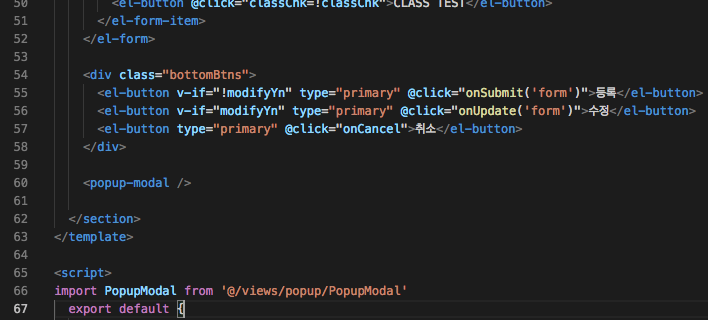 50 <el-button @click="classChk=!classChk">CLASS TEST</el-button>
51 </el-form-item>
52 </el-form>
53
54 <div class="bottomBtns">
55 <el-button v-if="!modifyYn" type="primary" @click="onSubmit('form')">등록</el-button>
56 <el-button v-if="modifyYn" type="primary" @click="onUpdate('form')">수정</el-button>
57 <el-button type="primary" @click="onCancel">취소</el-button>
58 </div>
59
60 <popup-modal />
61
62 </section>
63 </template>
64
65 <script>
66 import PopupModal from '@/views/popup/PopupModal'
67 export default {